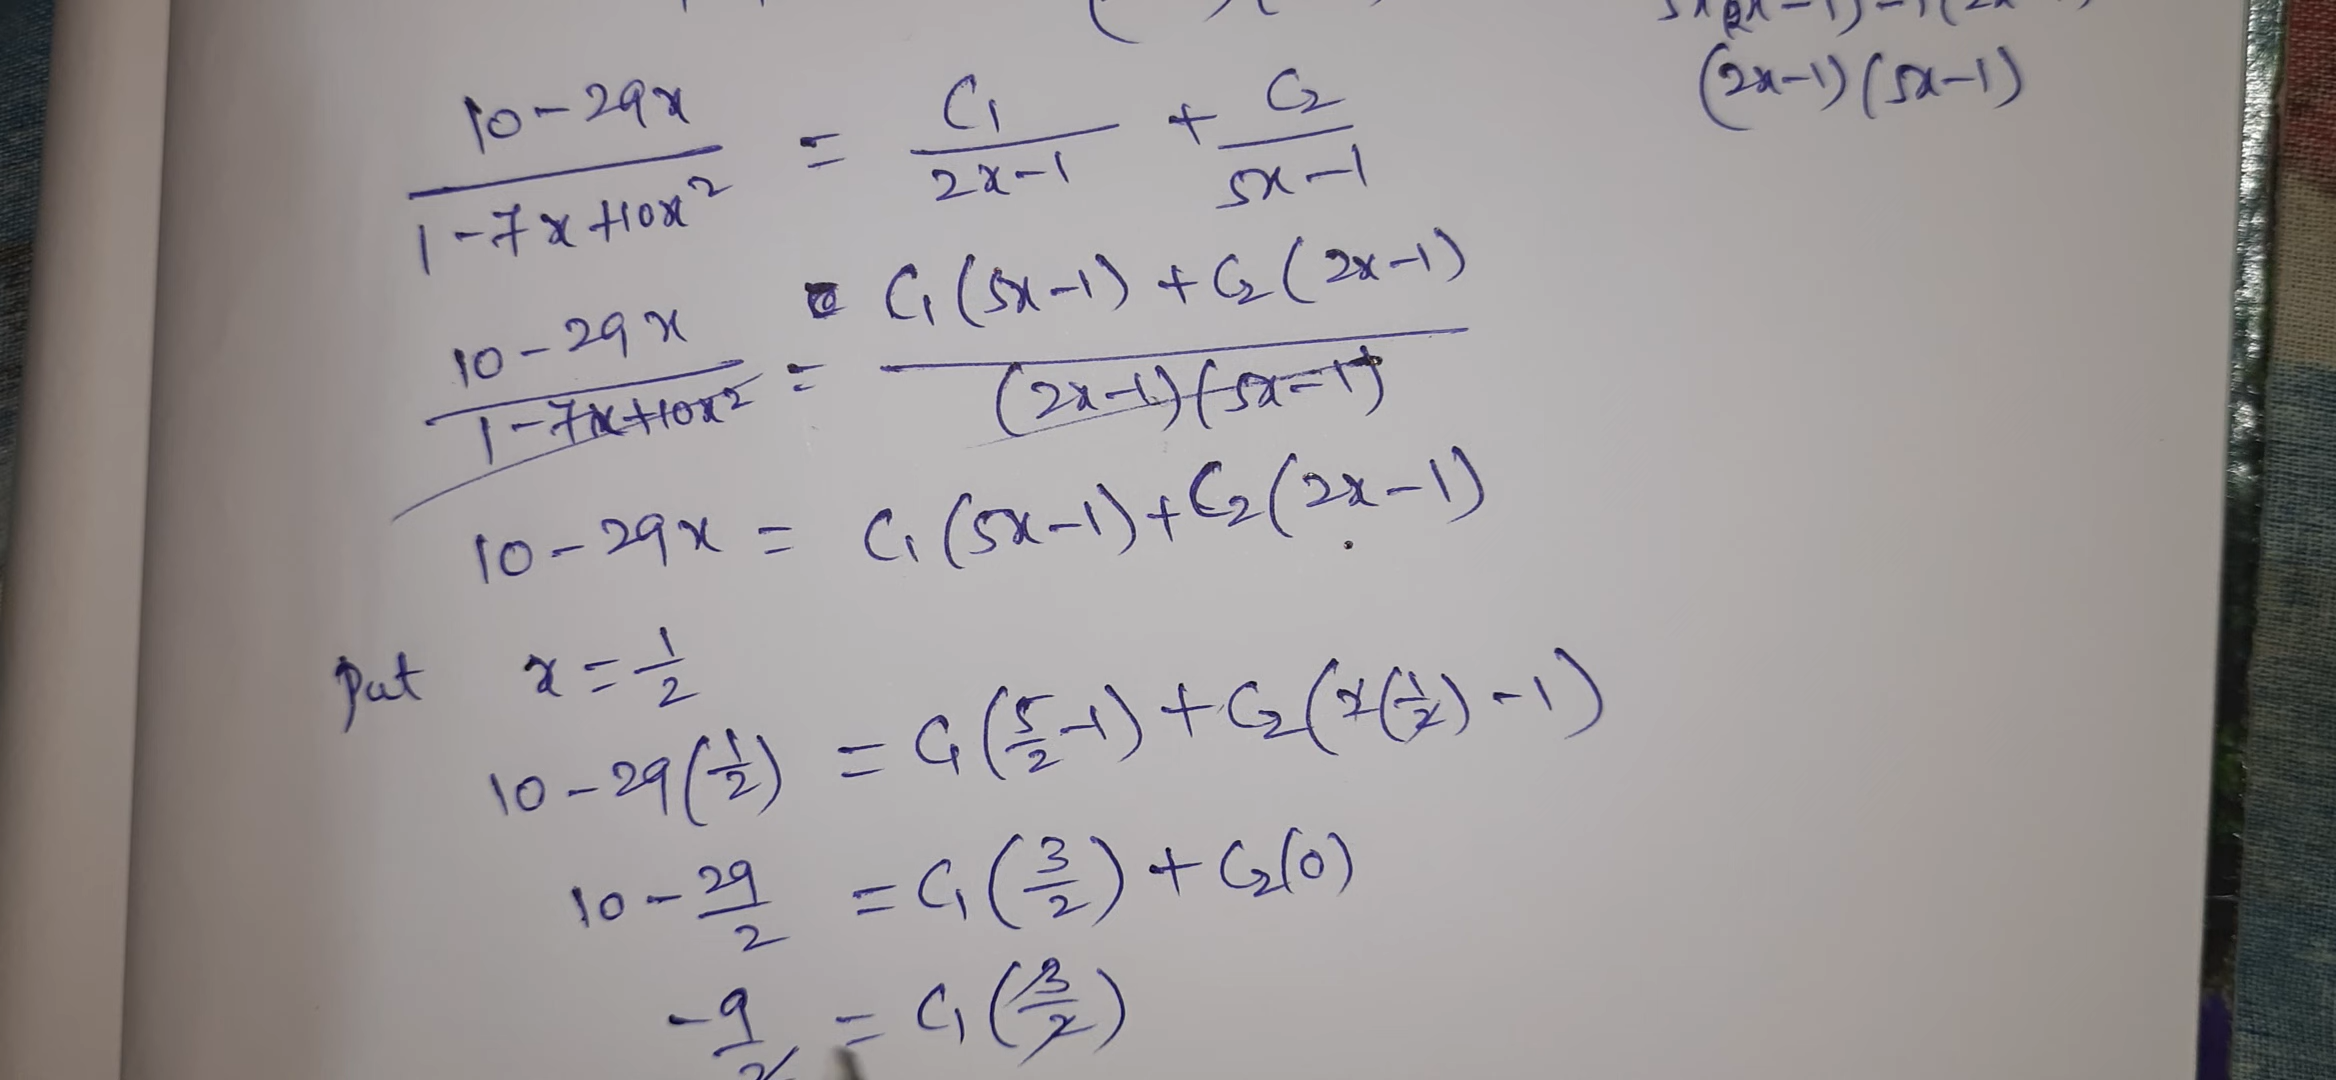 (2x-1)(5x-1)
10-29x / 1-7x+10x² = C₁ / 2x-1 + C₂ / 5x-1
10-29x / 1-7x+10x² = C₁(5x-1)+C₂(2x-1) / (2x-1)(5x-1)
10-29x = C₁(5x-1)+C₂(2x-1)
Put x = 1/2
10-29(1/2) = C₁(5/2-1)+C₂(2(1/2)-1)
10-29/2 = C₁(3/2)+C₂(0)
-9/2 = C₁(3/2)